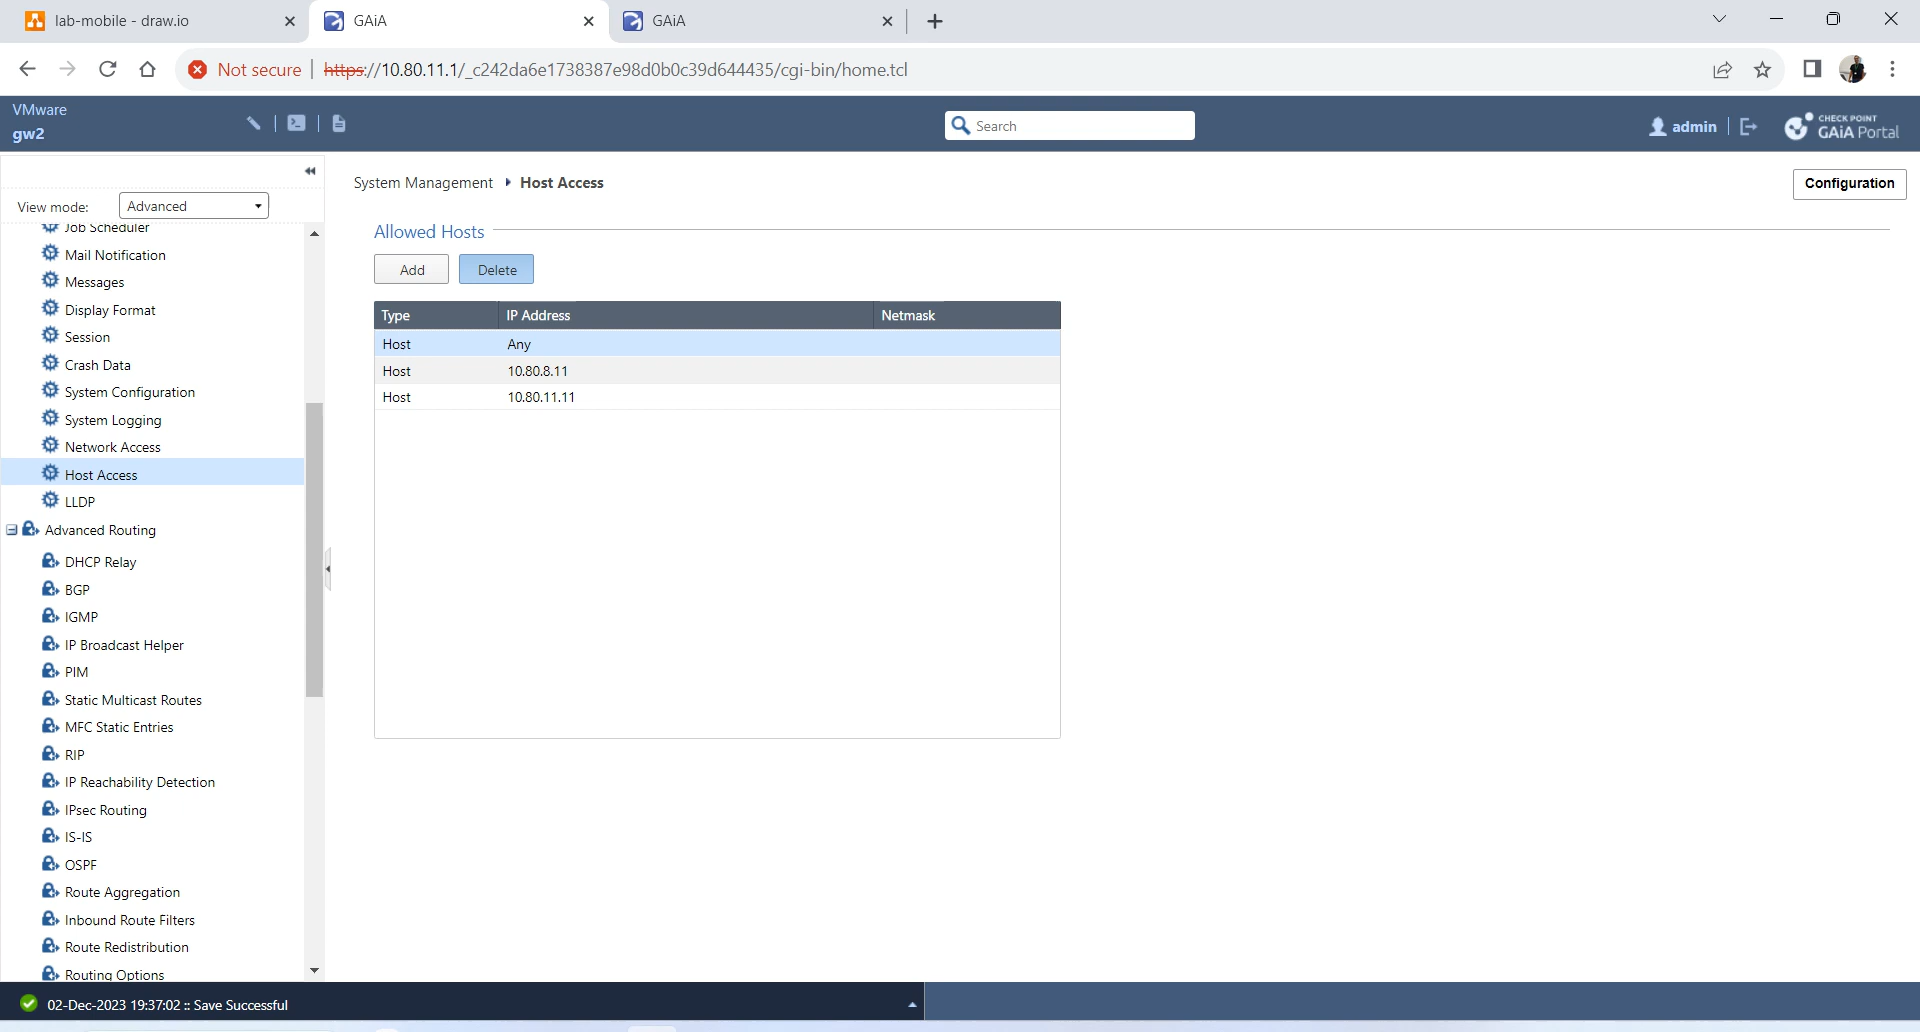 lab-mobile - draw.io
GAiA
GAiA
Not secure
https://10.80.11.1/_c242da6e1738387e98d0b0c39d644435/cgi-bin/home.tcl
VMware
gw2
Search
admin
CHECK POINT
GAiA Portal
View mode:
Advanced
Job Scheduler
Mail Notification
Messages
Display Format
Session
Crash Data
System Configuration
System Logging
Network Access
Host Access
LLDP
Advanced Routing
DHCP Relay
BGP
IGMP
IP Broadcast Helper
PIM
Static Multicast Routes
MFC Static Entries
RIP
IP Reachability Detection
IPsec Routing
IS-IS
OSPF
Route Aggregation
Inbound Route Filters
Route Redistribution
Routing Options
System Management Host Access
Configuration
Allowed Hosts
Add Delete
Type IP Address Netmask
Host Any
Host 10.80.8.11
Host 10.80.11.11
02-Dec-2023 19:37:02 :: Save Successful